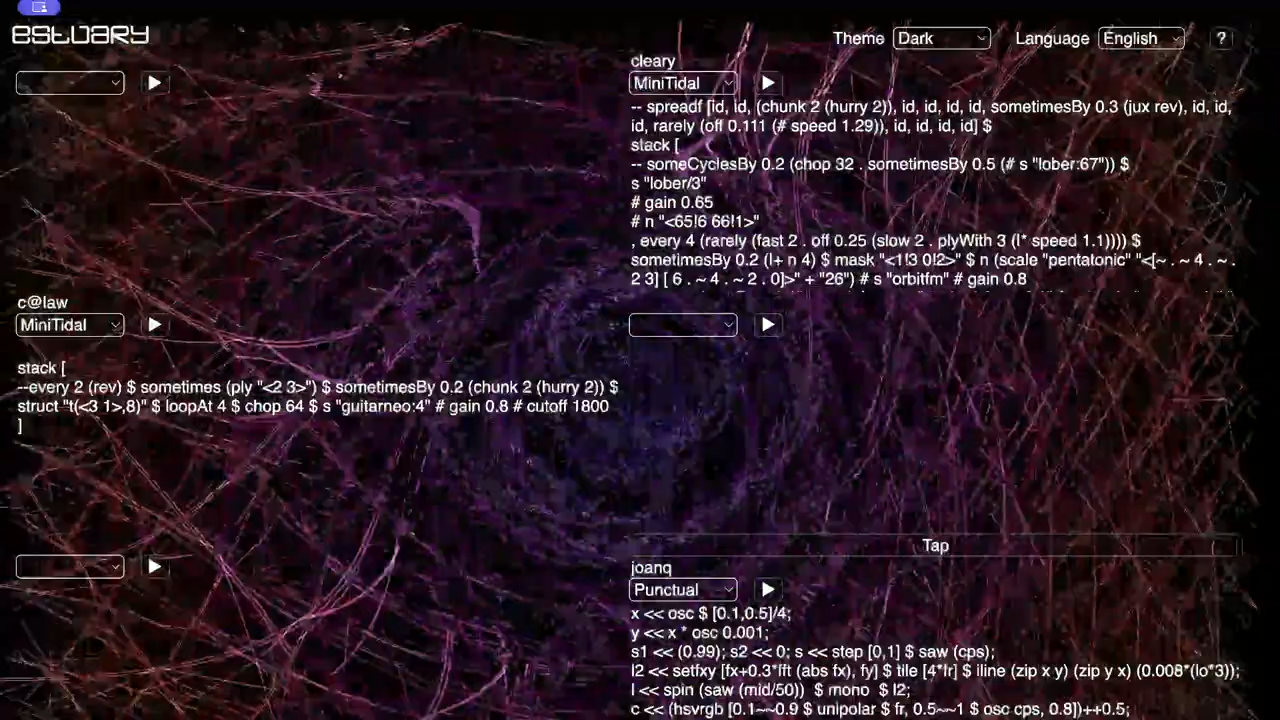 estuary
Theme Dark Language English ?
cleary
MiniTidal
-- spreadf [id, id, (chunk 2 (hurry 2)), id, id, id, id, sometimesBy 0.3 (jux rev), id, id,
id, rarely (off 0.111 (# speed 1.29)), id, id, id, id] $
stack [
-- someCyclesBy 0.2 (chop 32 . sometimesBy 0.5 (# s "lober:67")) $
s "lober/3"
# gain 0.65
# n "<65!6 66!1>"
, every 4 (rarely (fast 2 . off 0.25 (slow 2 . plyWith 3 (|* speed 1.1)))) $
sometimesBy 0.2 (|+ n 4) $ mask "<1!3 0!2>" $ n (scale "pentatonic" "<[~ . ~ 4 . ~ .
2 3] [ 6 . ~ 4 . ~ 2 . 0]>" + "26") # s "orbitfm" # gain 0.8
c@law
MiniTidal
stack [
--every 2 (rev) $ sometimes (ply "<2 3>") $ sometimesBy 0.2 (chunk 2 (hurry 2)) $
struct "t(<3 1>,8)" $ loopAt 4 $ chop 64 $ s "guitarneo:4" # gain 0.8 # cutoff 1800
]
Tap
joanq
Punctual
x << osc $ [0.1,0.5]/4;
y << x * osc 0.001;
s1 << (0.99); s2 << 0; s << step [0,1] $ saw (cps);
l2 << setfxy [fx+0.3*ifft (abs fx), fy] $ tile [4*lr] $ iline (zip x y) (zip y x) (0.008*(lo*3));
l << spin (saw (mid/50)) $ mono $ l2;
c << (hsvrgb [0.1~~0.9 $ unipolar $ fr, 0.5~~1 $ osc cps, 0.8])++0.5;